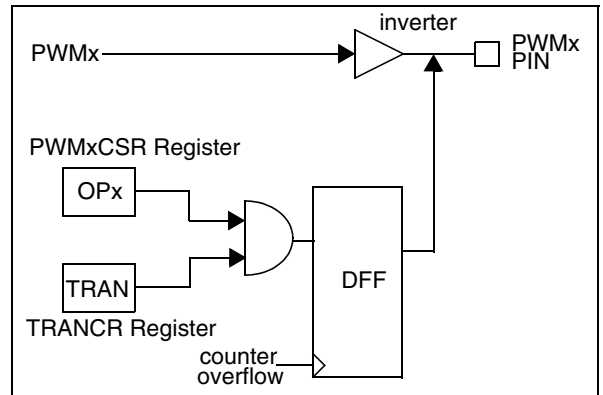 inverter
PWMx
PWMx
PIN
PWMxCSR Register
OPx
TRAN
DFF
TRANCR Register
counter
overflow